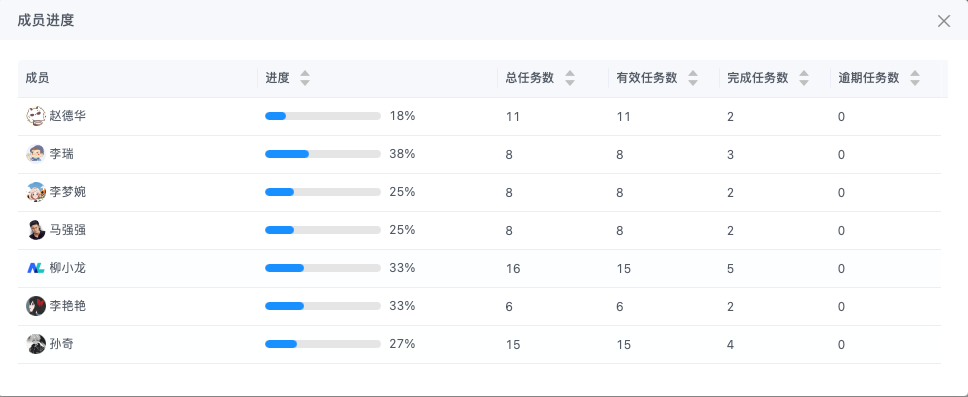 成员进度
成员 进度 总任务数 有效任务数 完成任务数 逾期任务数
赵德华 18% 11 11 2 0
李瑞 38% 8 8 3 0
李梦婉 25% 8 8 2 0
马强强 25% 8 8 2 0
柳小龙 33% 16 15 5 0
李艳艳 33% 6 6 2 0
孙奇 27% 15 15 4 0